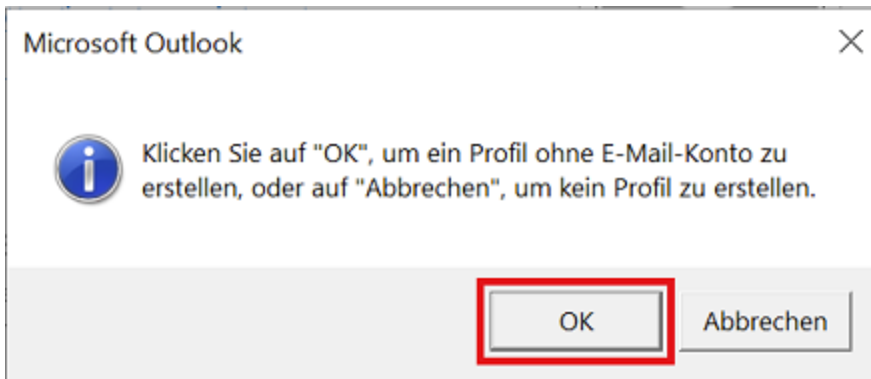 Microsoft Outlook
Klicken Sie auf "OK", um ein Profil ohne E-Mail-Konto zu
erstellen, oder auf "Abbrechen", um kein Profil zu erstellen.
OK
Abbrechen